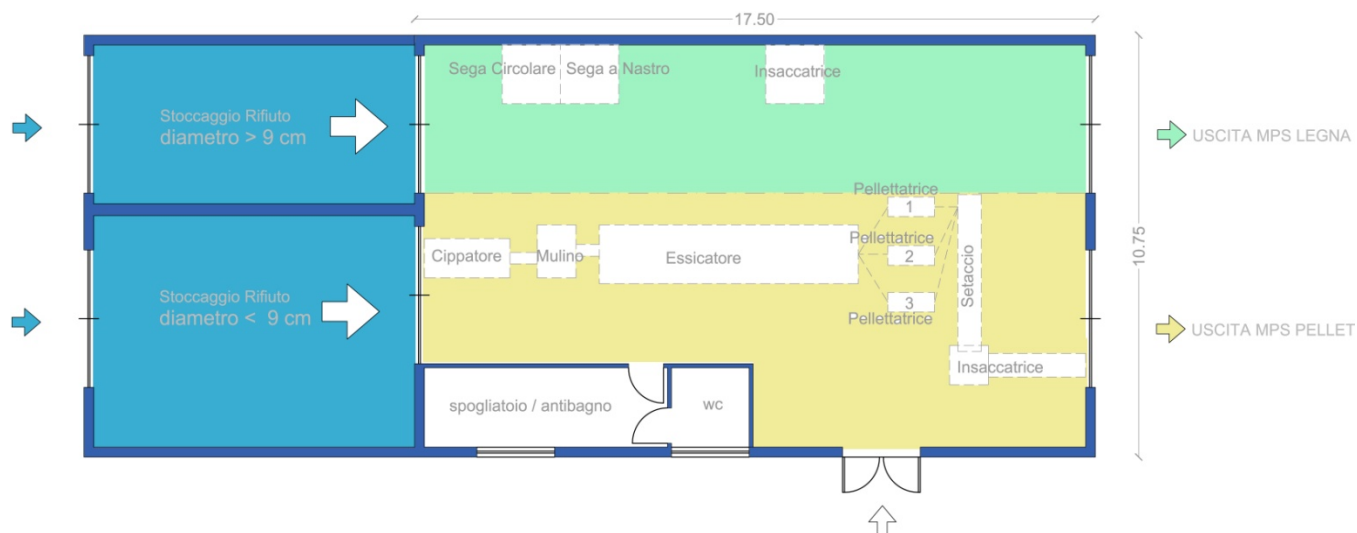 17.50
Sega Circolare
Sega a Nastro
Insaccatrice
Stoccaggio Rifiuto
diametro > 9 cm
USCITA MPS LEGNA
Pellettatrice
1
10.75
Cippatore
Mulino
Essicatore
Pellettatrice
2
Setaccio
Stoccaggio Rifiuto
diametro < 9 cm
3
Pellettatrice
USCITA MPS PELLET
Insaccatrice
spogliatoio / antibagno
wc